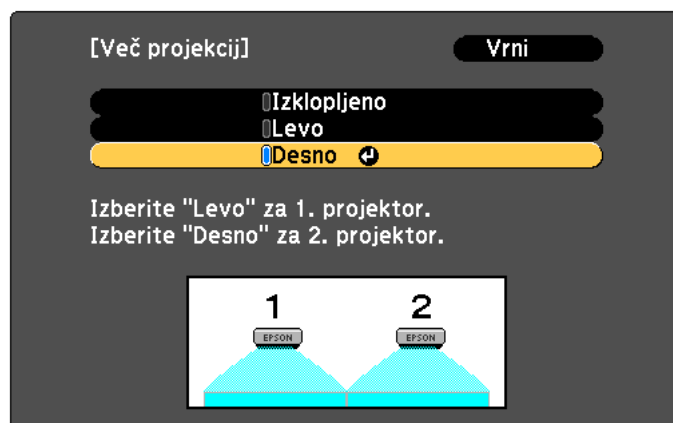 [Več projekcij]
Vrni
Izklopljeno
Levo
Desno
Izberite "Levo" za 1. projektor.
Izberite "Desno" za 2. projektor.
1 2
EPSON EPSON